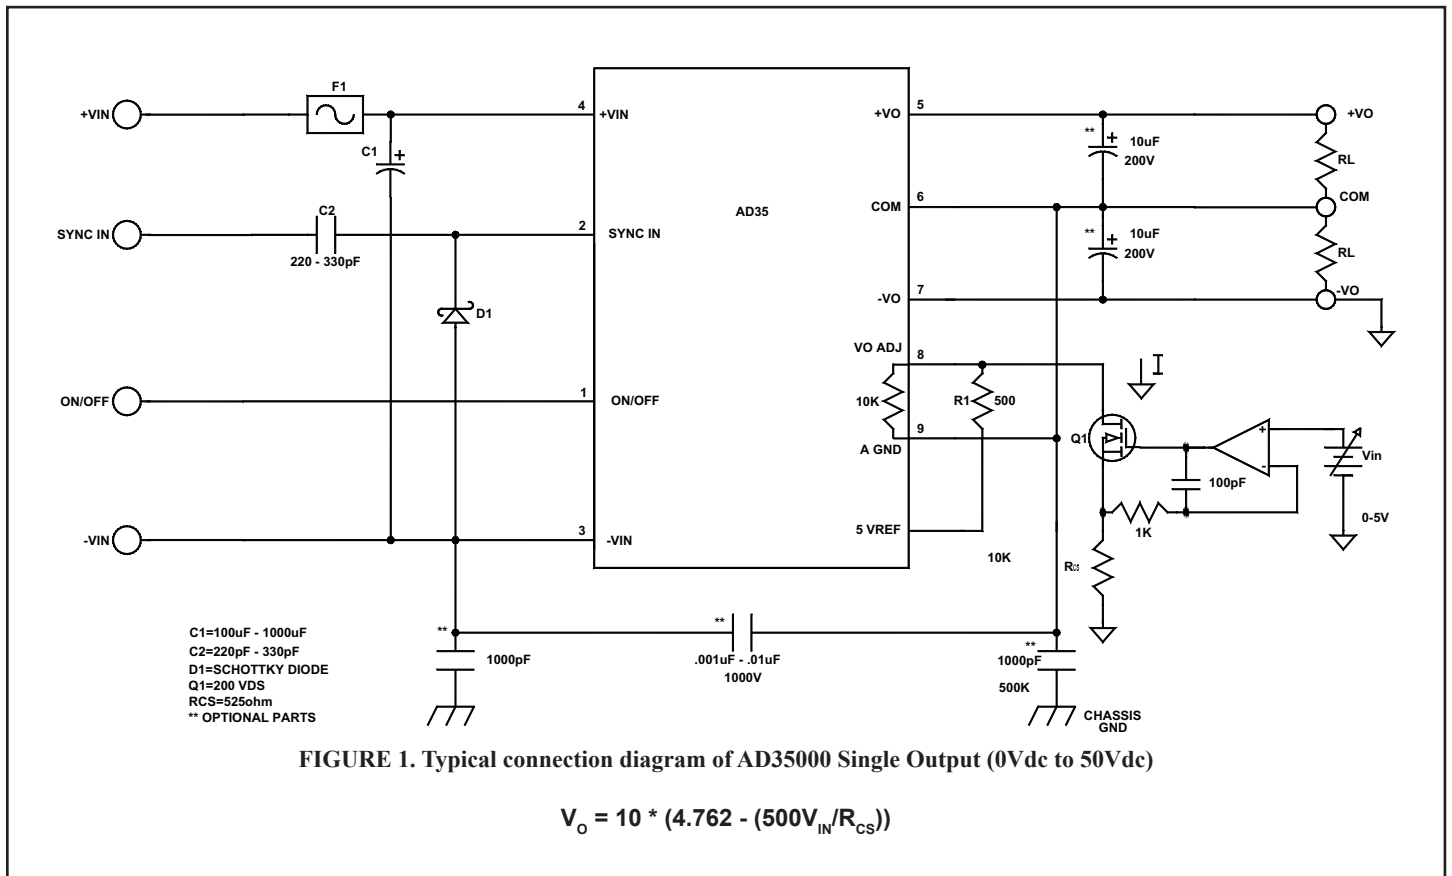 F1
+VIN
4
+VIN
C1
+
SYNC IN
C2
220 - 330pF
2
SYNC IN
D1
ON/OFF
1
ON/OFF
-VIN
3
-VIN
AD35
+VO
5
**
+
10uF
200V
+VO
RL
COM
6
COM
**
+
10uF
200V
RL
-VO
7
-VO
VO ADJ
8
10K
R1
500
9
A GND
5 VREF
10K
I
Q1
+
-
100pF
1K
Vin
0-5V
RCS
**
1000pF
**
.001uF - .01uF
1000V
**
1000pF
500K
CHASSIS
GND
C1=100uF - 1000uF
C2=220pF - 330pF
D1=SCHOTTKY DIODE
Q1=200 VDS
RCS=525ohm
** OPTIONAL PARTS
FIGURE 1. Typical connection diagram of AD35000 Single Output (0Vdc to 50Vdc)
VO = 10 * (4.762 - (500VIN/RCS))